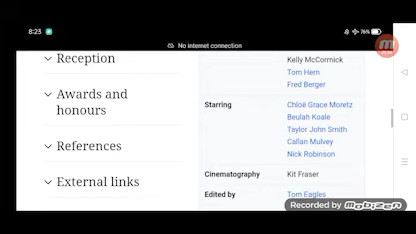 8:23
76%
No internet connection
Reception
Awards and
honours
References
External links
Kelly McCormick
Tom Hern
Fred Berger
Starring
Chloë Grace Moretz
Beulah Koale
Taylor John Smith
Callan Mulvey
Nick Robinson
Cinematography
Kit Fraser
Edited by
Tom Eagles
Recorded by
Mobizen